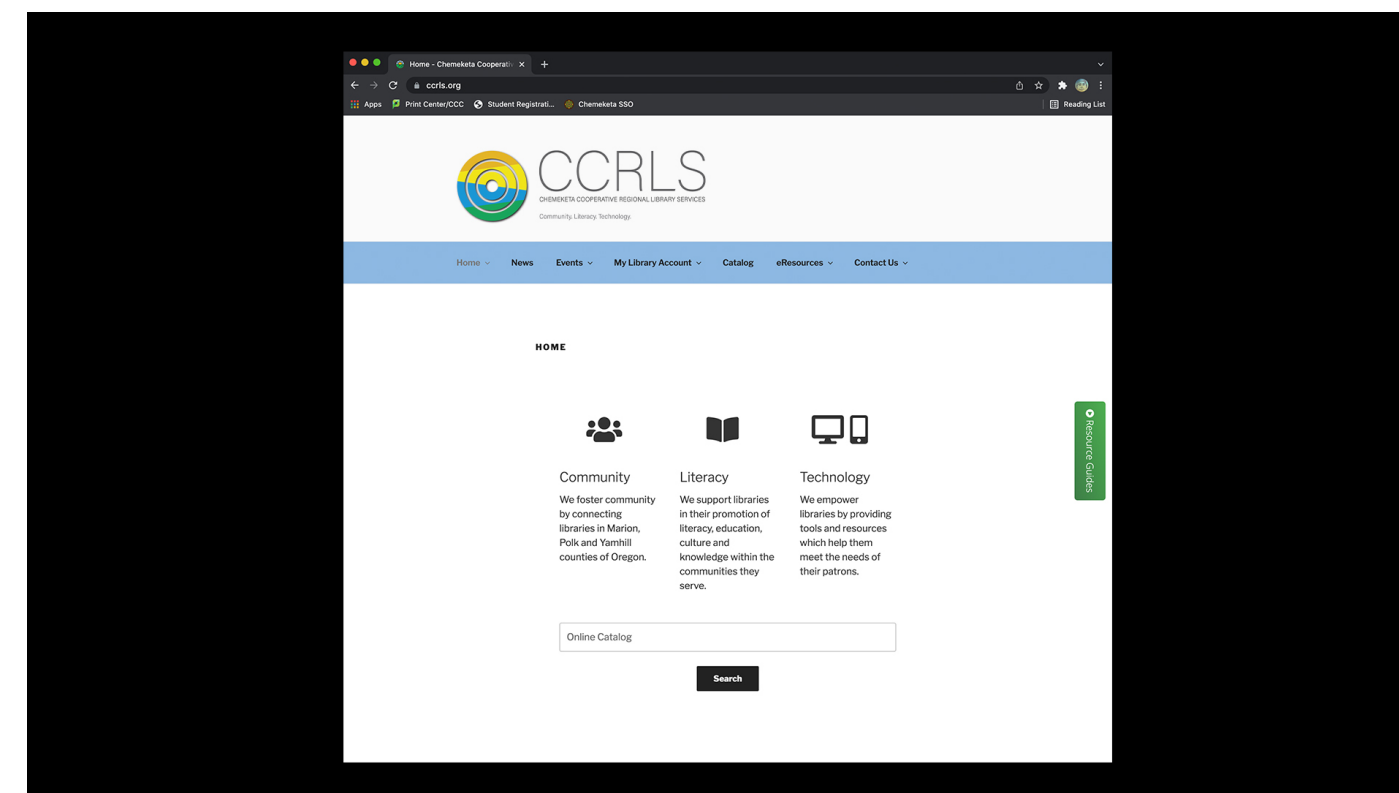 Home - Chemeketa Cooperativ
ccrls.org
Apps Print Center/CCC Student Registrati... Chemeketa SSO Reading List
CCRLS
CHEMEKETA COOPERATIVE REGIONAL LIBRARY SERVICES
Community. Literacy. Technology.
Home News Events My Library Account Catalog eResources Contact Us
HOME
Community
We foster community
by connecting
libraries in Marion,
Polk and Yamhill
counties of Oregon.
Literacy
We support libraries
in their promotion of
literacy, education,
culture and
knowledge within the
communities they
serve.
Technology
We empower
libraries by providing
tools and resources
which help them
meet the needs of
their patrons.
Resource Guides
Online Catalog
Search